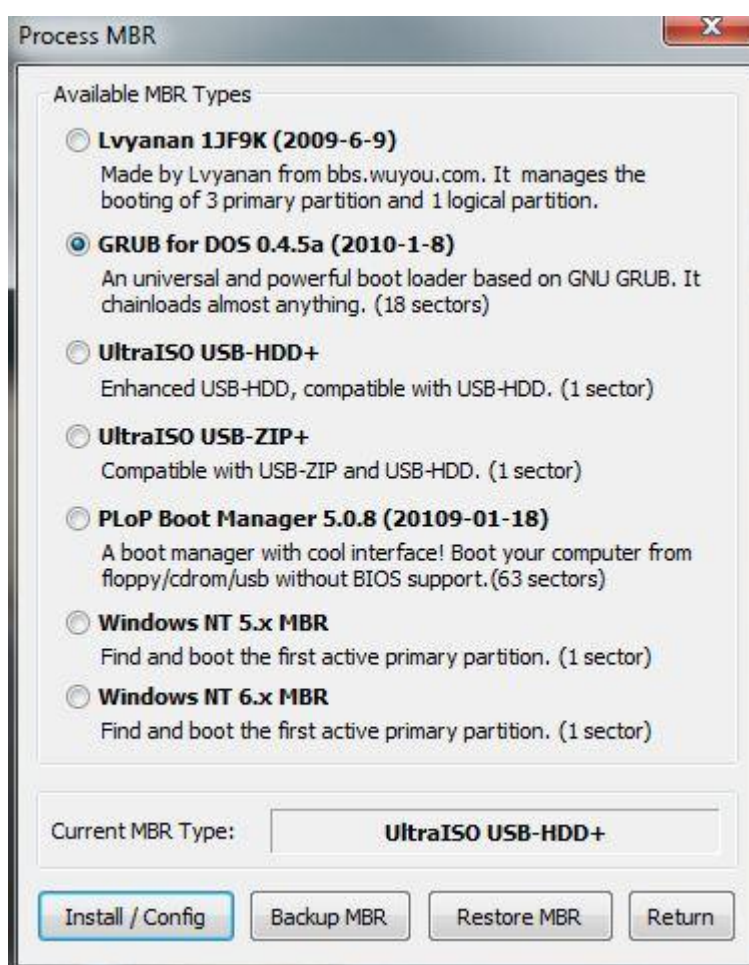 Process MBR
Available MBR Types
Lvyanan 1JF9K (2009-6-9)
Made by Lvyanan from bbs.wuyou.com. It manages the
booting of 3 primary partition and 1 logical partition.
GRUB for DOS 0.4.5a (2010-1-8)
An universal and powerful boot loader based on GNU GRUB. It
chainloads almost anything. (18 sectors)
UltraISO USB-HDD+
Enhanced USB-HDD, compatible with USB-HDD. (1 sector)
UltraISO USB-ZIP+
Compatible with USB-ZIP and USB-HDD. (1 sector)
PLoP Boot Manager 5.0.8 (20109-01-18)
A boot manager with cool interface! Boot your computer from
floppy/cdrom/usb without BIOS support.(63 sectors)
Windows NT 5.x MBR
Find and boot the first active primary partition. (1 sector)
Windows NT 6.x MBR
Find and boot the first active primary partition. (1 sector)
Current MBR Type: UltraISO USB-HDD+
Install / Config Backup MBR Restore MBR Return